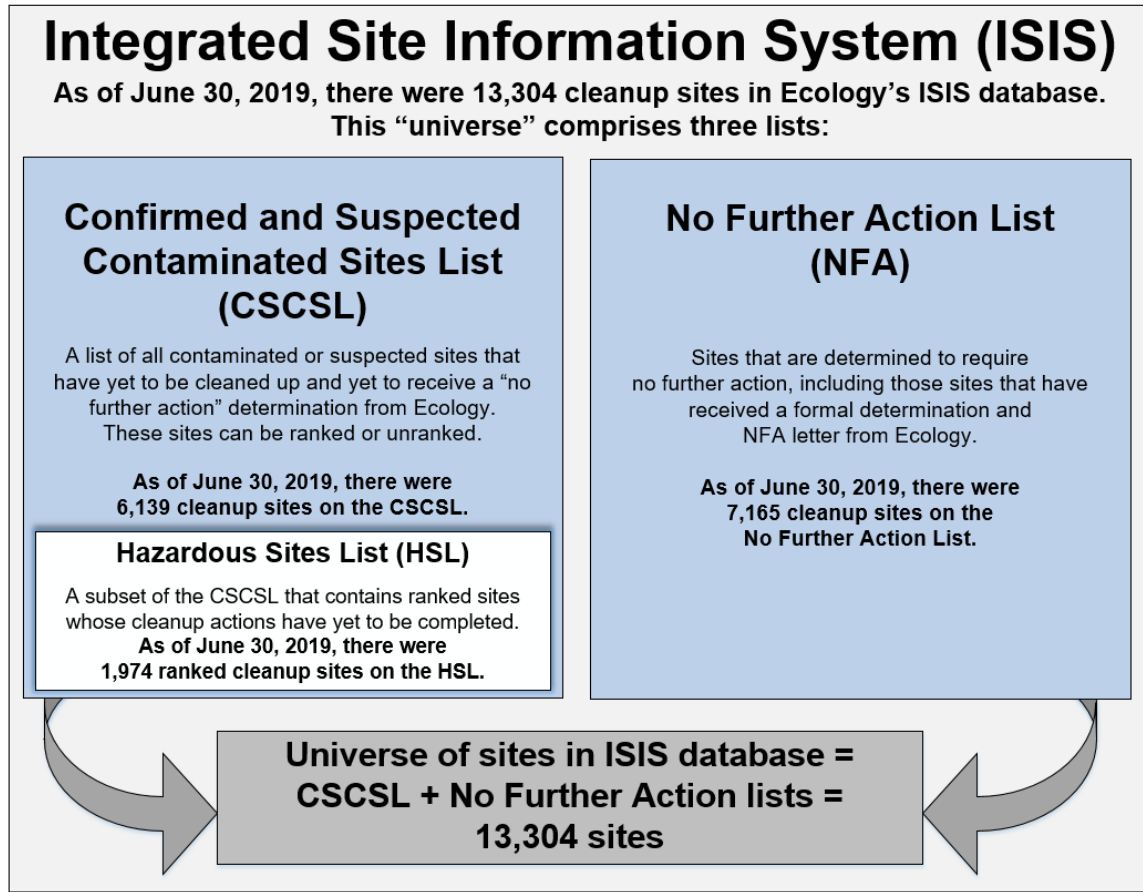 Integrated Site Information System (ISIS)
As of June 30, 2019, there were 13,304 cleanup sites in Ecology’s ISIS database.
This “universe” comprises three lists:
Confirmed and Suspected
Contaminated Sites List
(CSCSL)
A list of all contaminated or suspected sites that
have yet to be cleaned up and yet to receive a “no
further action” determination from Ecology.
These sites can be ranked or unranked.
As of June 30, 2019, there were
6,139 cleanup sites on the CSCSL.
Hazardous Sites List (HSL)
A subset of the CSCSL that contains ranked sites
whose cleanup actions have yet to be completed.
As of June 30, 2019, there were
1,974 ranked cleanup sites on the HSL.
No Further Action List
(NFA)
Sites that are determined to require
no further action, including those sites that have
received a formal determination and
NFA letter from Ecology.
As of June 30, 2019, there were
7,165 cleanup sites on the
No Further Action List.
Universe of sites in ISIS database =
CSCSL + No Further Action lists =
13,304 sites